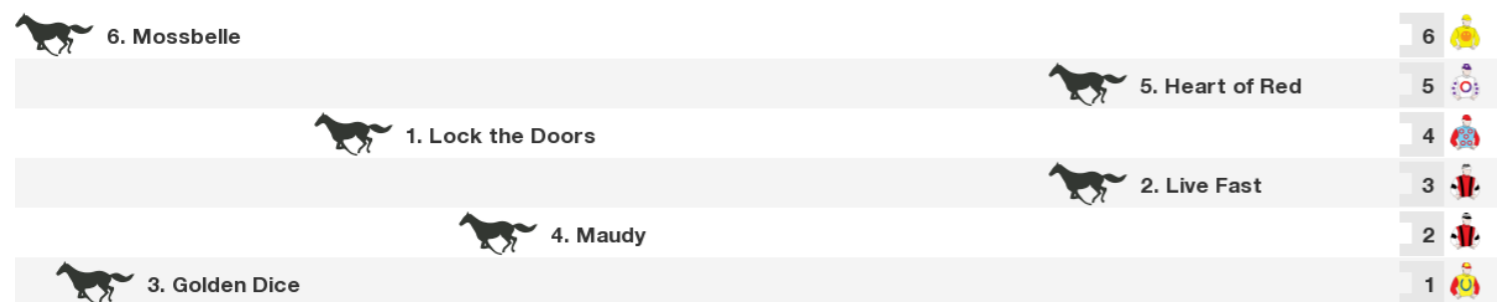 6. Mossbelle 6
5. Heart of Red 5
1. Lock the Doors 4
2. Live Fast 3
4. Maudy 2
3. Golden Dice 1